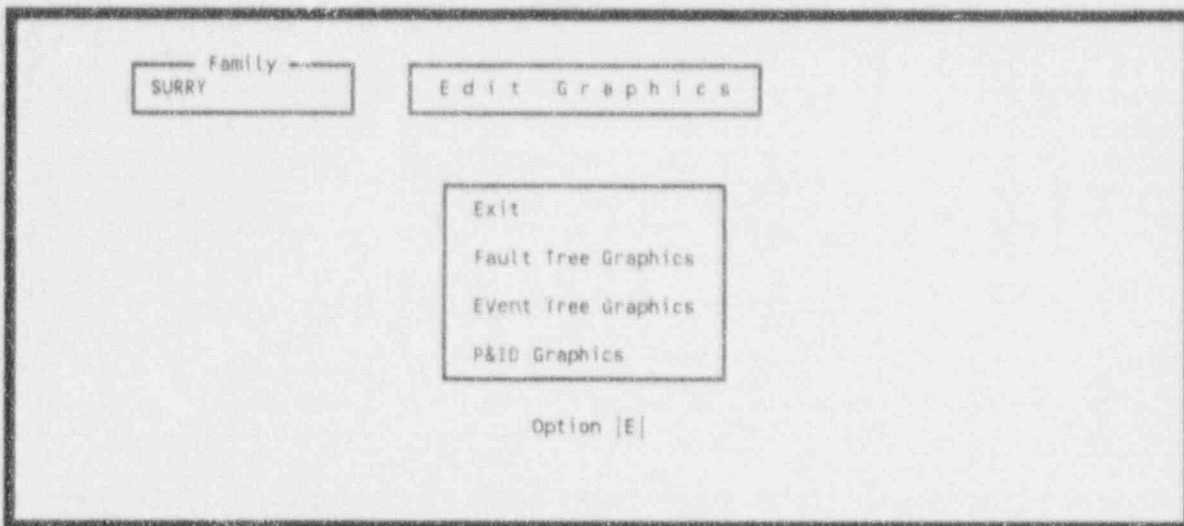 Family
SURRY
Edit Graphics
Exit
Fault Tree Graphics
EVent Tree Graphics
P&ID Graphics
Option |E|